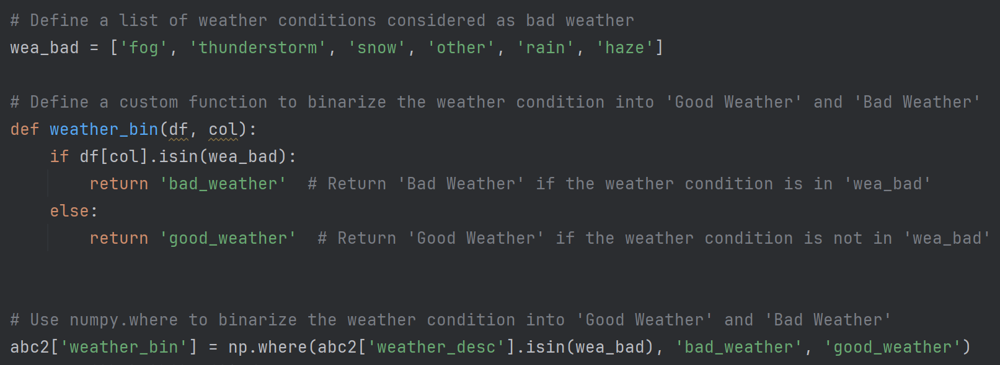 # Define a list of weather conditions considered as bad weather
wea_bad = ['fog', 'thunderstorm', 'snow', 'other', 'rain', 'haze']
# Define a custom function to binarize the weather condition into 'Good Weather' and 'Bad Weather'
def weather_bin(df, col):
    if df[col].isin(wea_bad):
        return 'bad_weather'  # Return 'Bad Weather' if the weather condition is in 'wea_bad'
    else:
        return 'good_weather'  # Return 'Good Weather' if the weather condition is not in 'wea_bad'
# Use numpy.where to binarize the weather condition into 'Good Weather' and 'Bad Weather'
abc2['weather_bin'] = np.where(abc2['weather_desc'].isin(wea_bad), 'bad_weather', 'good_weather')